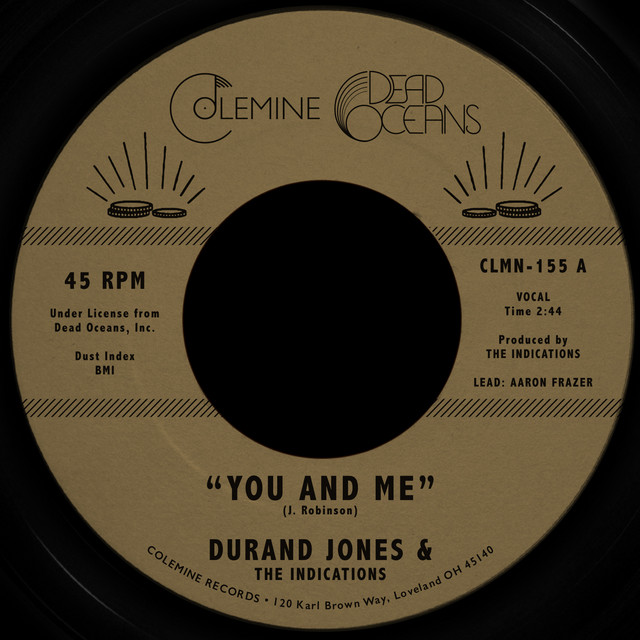 COLEMINE
DEAD
OCEANS
45 RPM
Under License from
Dead Oceans, Inc.
Dust Index
BMI
CLMN-155 A
VOCAL
Time 2:44
Produced by
THE INDICATIONS
LEAD: AARON FRAZER
“YOU AND ME”
(J. Robinson)
DURAND JONES &
THE INDICATIONS
COLEMINE RECORDS • 120 Karl Brown Way, Loveland OH 45140